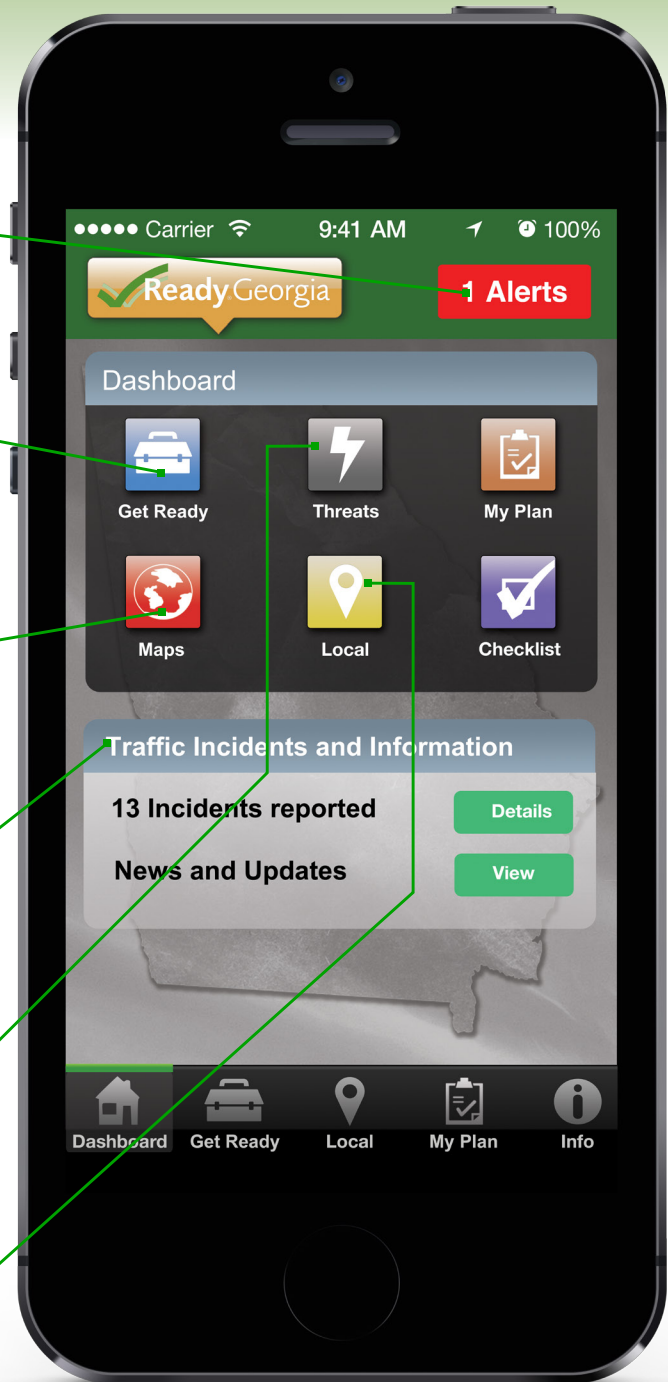 Carrier 9:41 AM 100%
Ready Georgia 1 Alerts
Dashboard
Get Ready Threats My Plan
Maps Local Checklist
Traffic Incidents and Information
13 Incidents reported Details
News and Updates View
Dashboard Get Ready Local My Plan Info